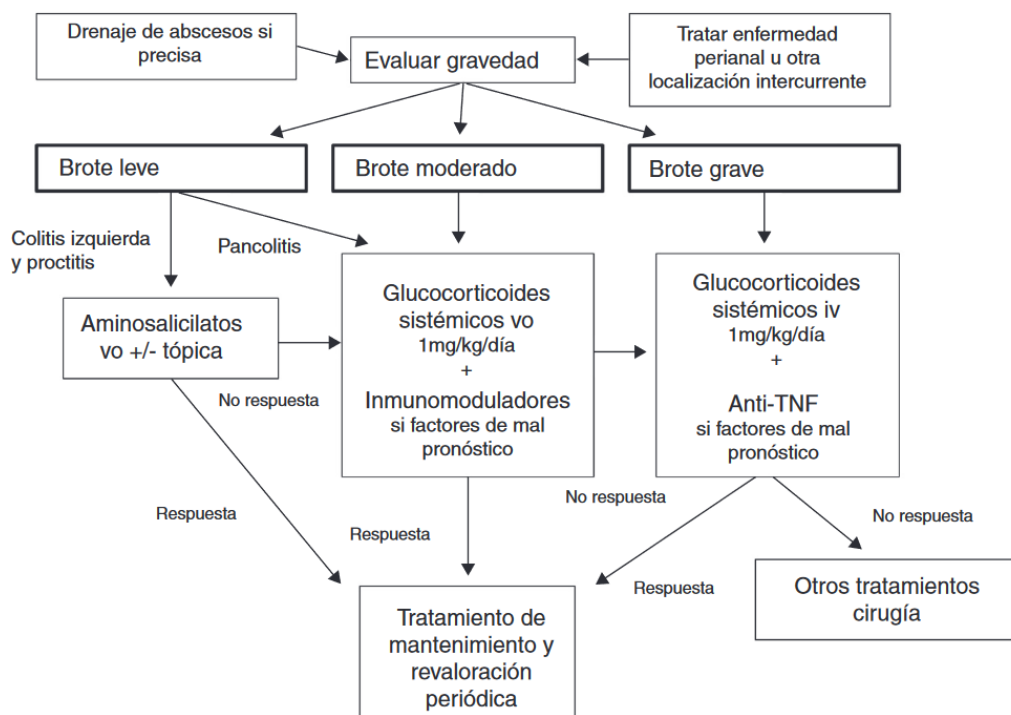 Drenaje de abscesos si
precisa
Evaluar gravedad
Tratar enfermedad
perianal u otra
localización intercurrente
Brote leve
Brote moderado
Brote grave
Colitis izquierda
y proctitis
Pancolitis
Aminosalicilatos
vo +/- tópica
Glucocorticoides
sistémicos vo
1mg/kg/día
+
Inmunomoduladores
si factores de mal
pronóstico
Glucocorticoides
sistémicos iv
1mg/kg/día
+
Anti-TNF
si factores de mal
pronóstico
No respuesta
No respuesta
No respuesta
Respuesta
Respuesta
Respuesta
Tratamiento de
mantenimiento y
revaloración
periódica
Otros tratamientos
cirugía